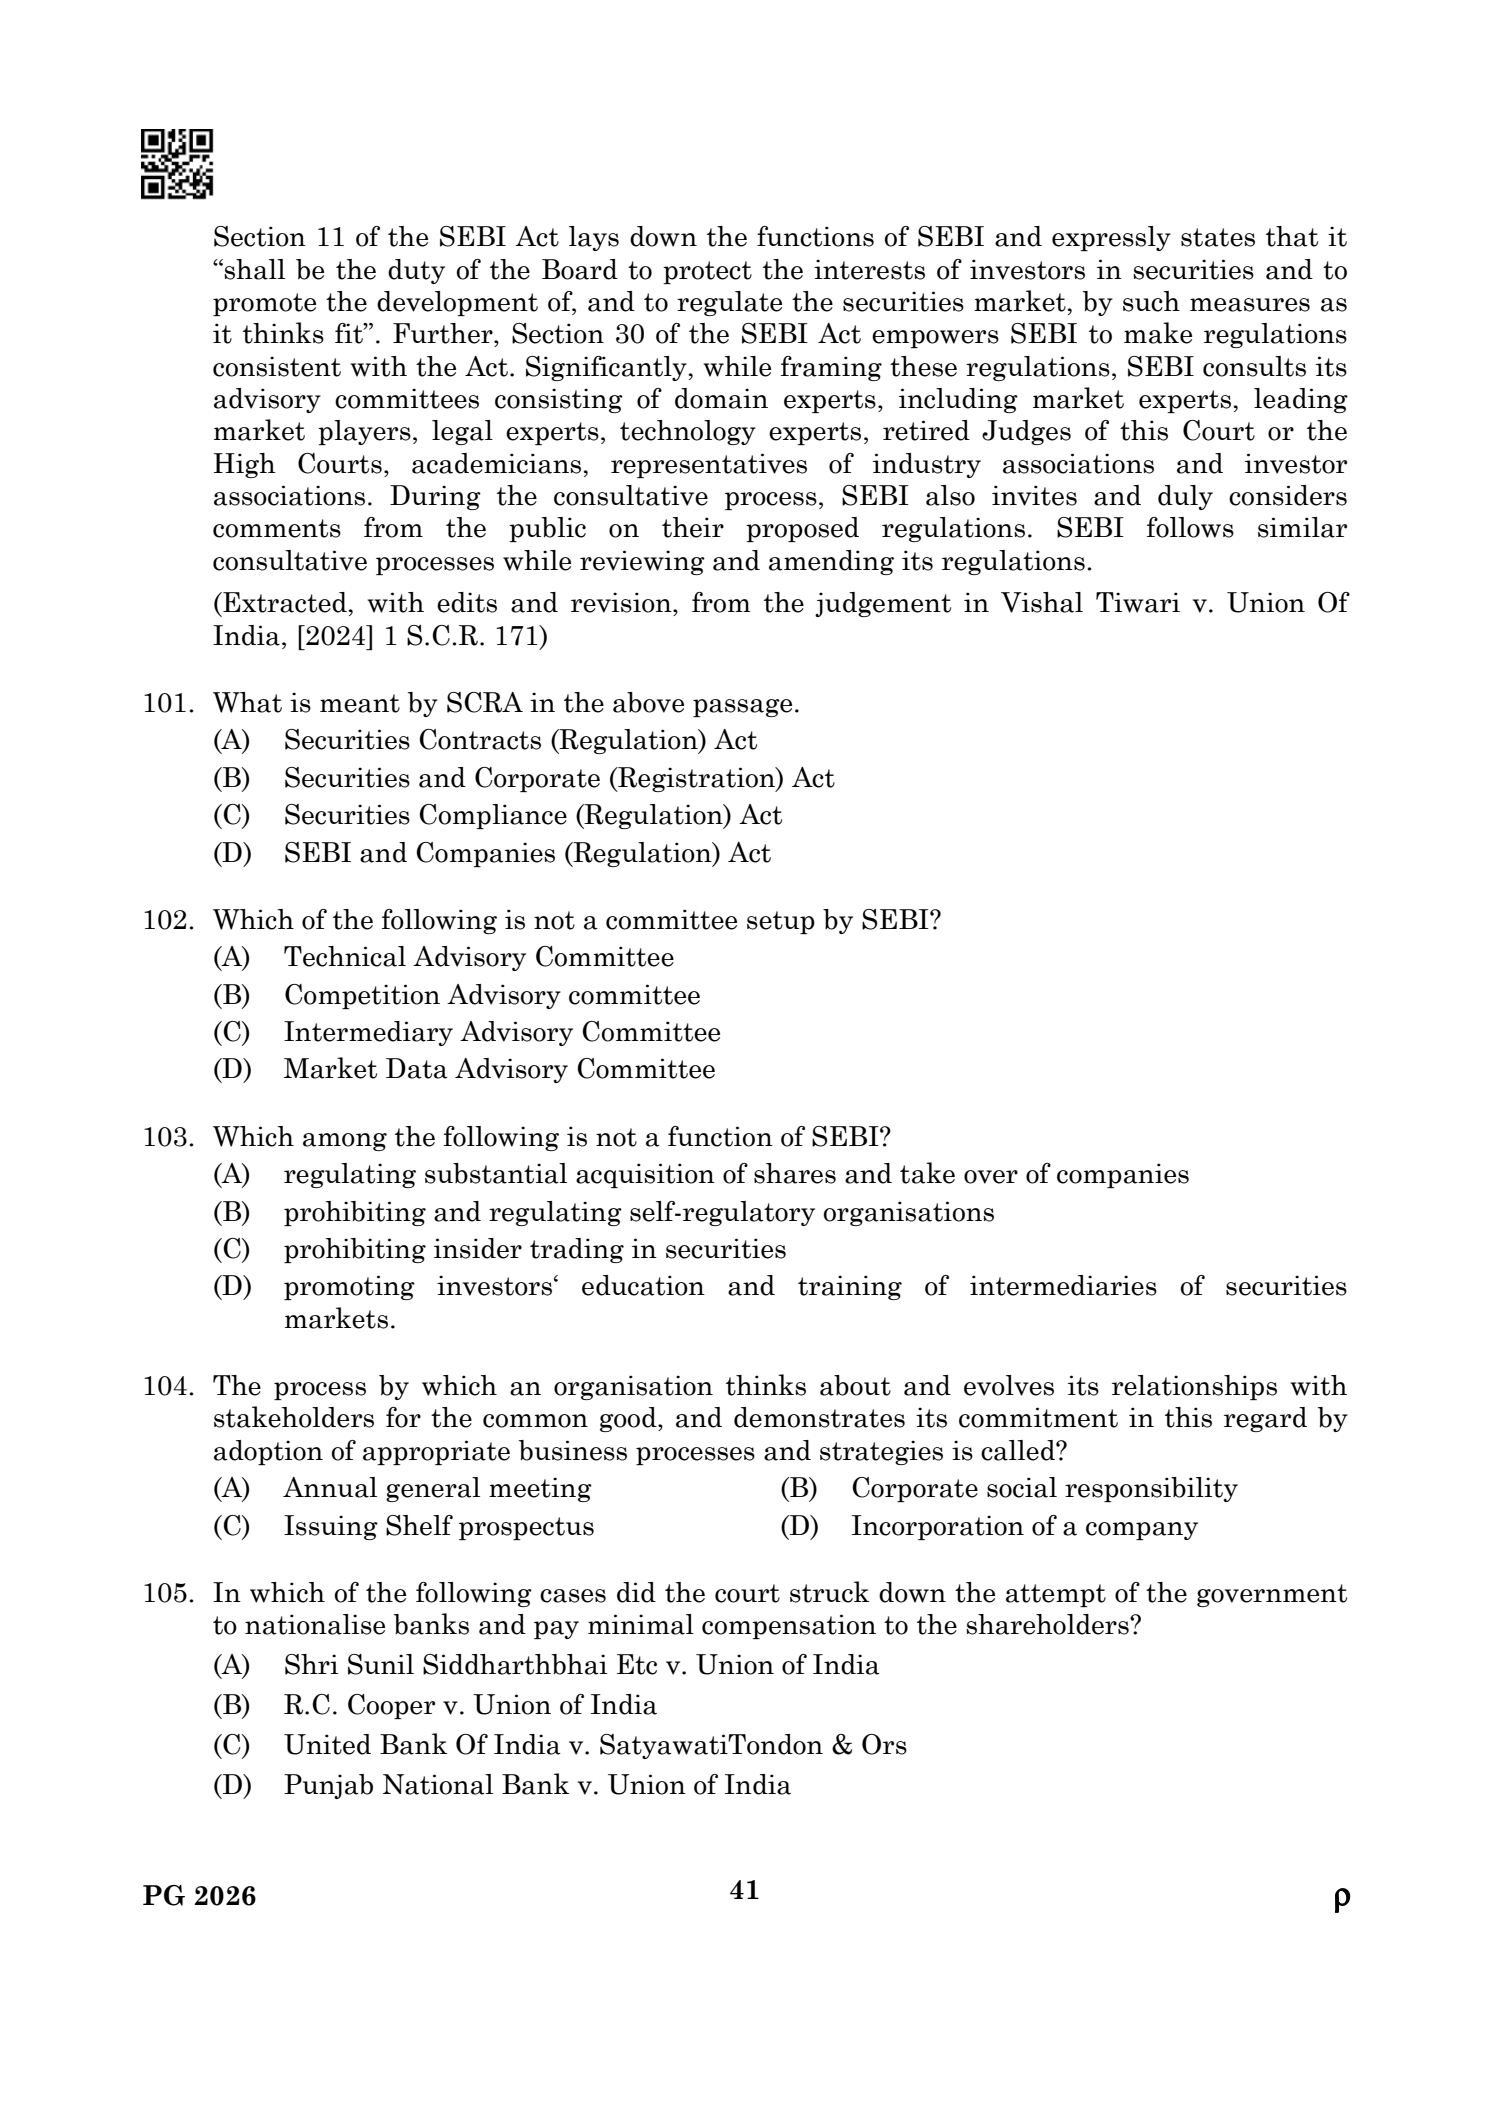 Section 11 of the SEBI Act lays down the functions of SEBI and expressly states that it
“shall be the duty of the Board to protect the interests of investors in securities and to
promote the development of, and to regulate the securities market, by such measures as
it thinks fit”. Further, Section 30 of the SEBI Act empowers SEBI to make regulations
consistent with the Act. Significantly, while framing these regulations, SEBI consults its
advisory committees consisting of domain experts, including market experts, leading
market players, legal experts, technology experts, retired Judges of this Court or the
High Courts, academicians, representatives of industry associations and investor
associations. During the consultative process, SEBI also invites and duly considers
comments from the public on their proposed regulations. SEBI follows similar
consultative processes while reviewing and amending its regulations.
(Extracted, with edits and revision, from the judgement in Vishal Tiwari v. Union Of
India, [2024] 1 S.C.R. 171)
101. What is meant by SCRA in the above passage.
(A) Securities Contracts (Regulation) Act
(B) Securities and Corporate (Registration) Act
(C) Securities Compliance (Regulation) Act
(D) SEBI and Companies (Regulation) Act
102. Which of the following is not a committee setup by SEBI?
(A) Technical Advisory Committee
(B) Competition Advisory committee
(C) Intermediary Advisory Committee
(D) Market Data Advisory Committee
103. Which among the following is not a function of SEBI?
(A) regulating substantial acquisition of shares and take over of companies
(B) prohibiting and regulating self-regulatory organisations
(C) prohibiting insider trading in securities
(D) promoting investors‘ education and training of intermediaries of securities
markets.
104. The process by which an organisation thinks about and evolves its relationships with
stakeholders for the common good, and demonstrates its commitment in this regard by
adoption of appropriate business processes and strategies is called?
(A) Annual general meeting (B) Corporate social responsibility
(C) Issuing Shelf prospectus (D) Incorporation of a company
105. In which of the following cases did the court struck down the attempt of the government
to nationalise banks and pay minimal compensation to the shareholders?
(A) Shri Sunil Siddharthbhai Etc v. Union of India
(B) R.C. Cooper v. Union of India
(C) United Bank Of India v. SatyawatiTondon & Ors
(D) Punjab National Bank v. Union of India
PG 2026 41 ρ